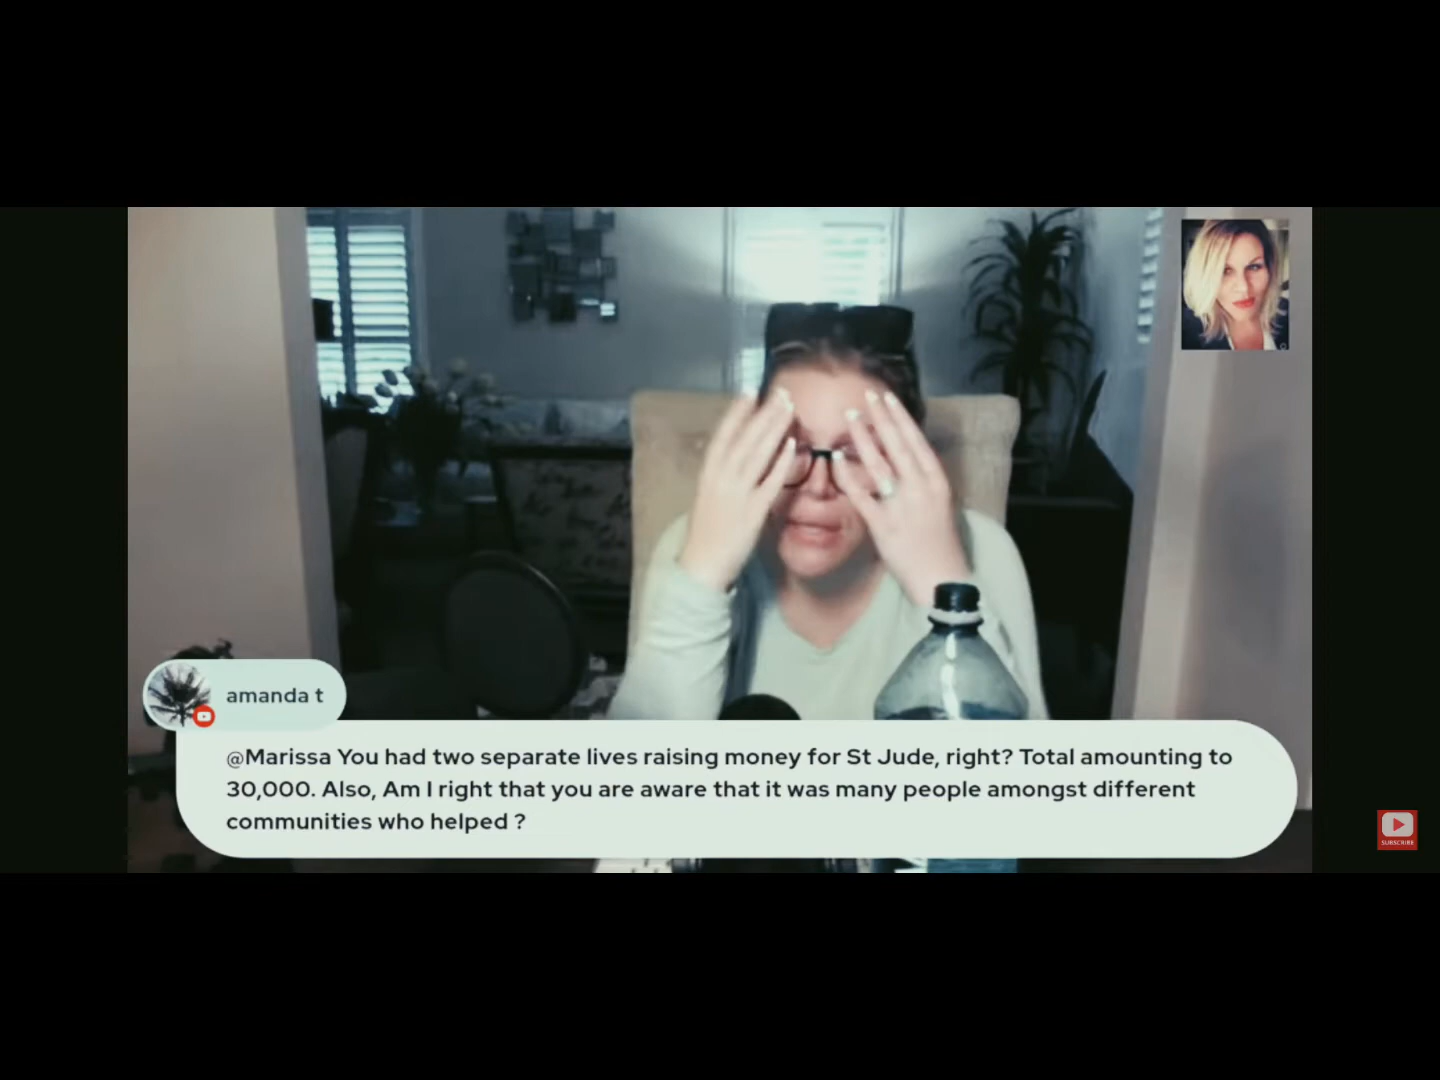 amanda t
@Marissa You had two separate lives raising money for St Jude, right? Total amounting to
30,000. Also, Am I right that you are aware that it was many people amongst different
communities who helped ?
SUBSCRIBE